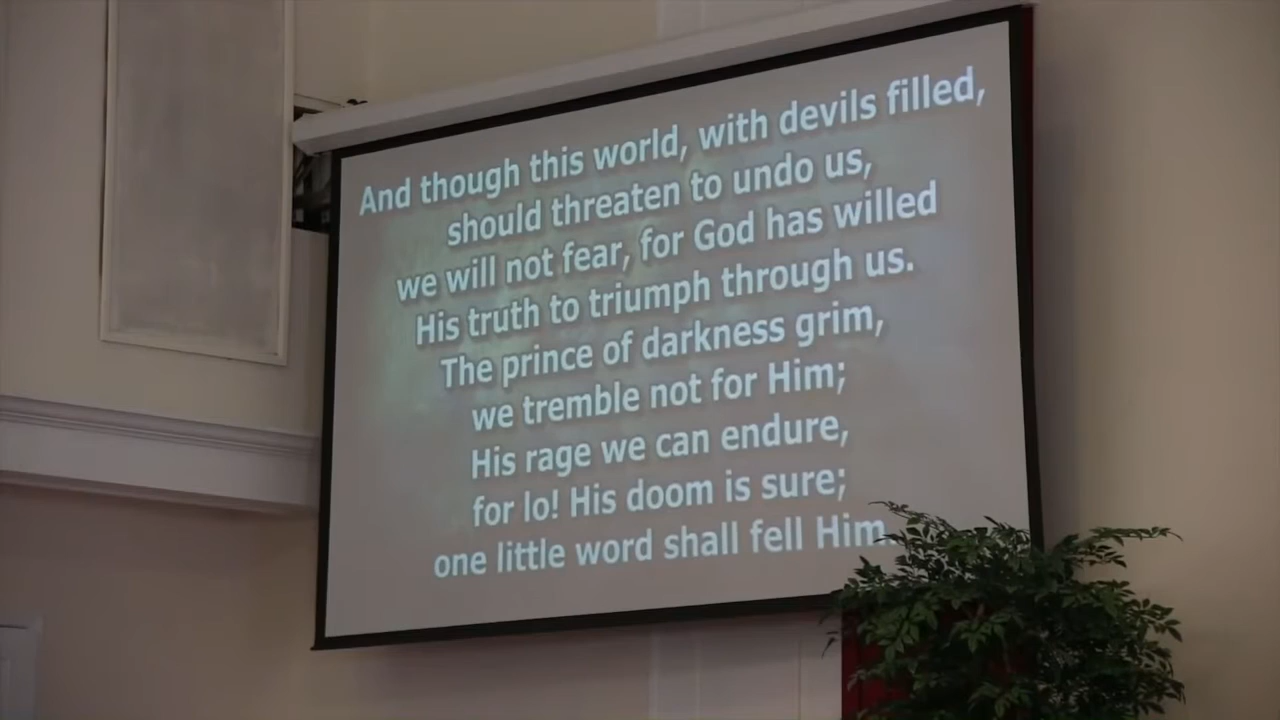 And though this world, with devils filled,
should threaten to undo us,
we will not fear, for God has willed
His truth to triumph through us.
The prince of darkness grim,
we tremble not for Him;
His rage we can endure,
for lo! His doom is sure;
one little word shall fell Him.